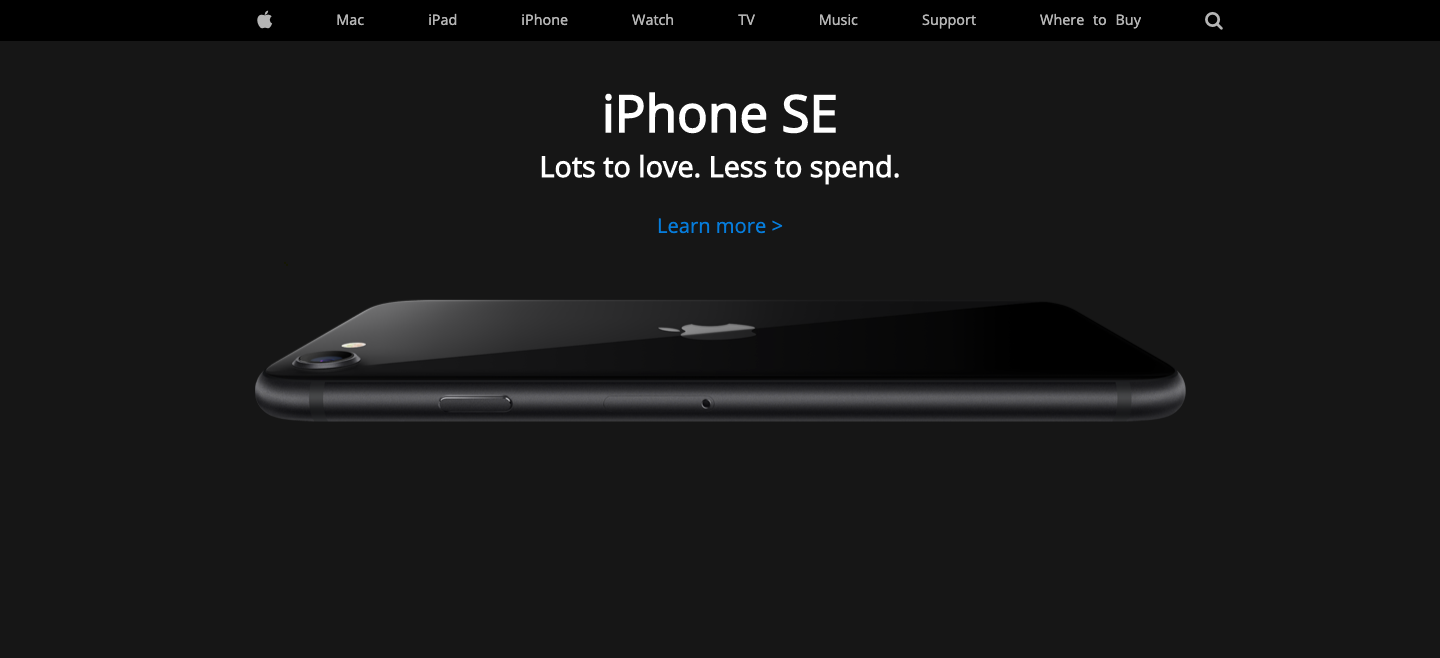 Mac iPad iPhone Watch TV Music Support Where to Buy
iPhone SE
Lots to love. Less to spend.
Learn more >